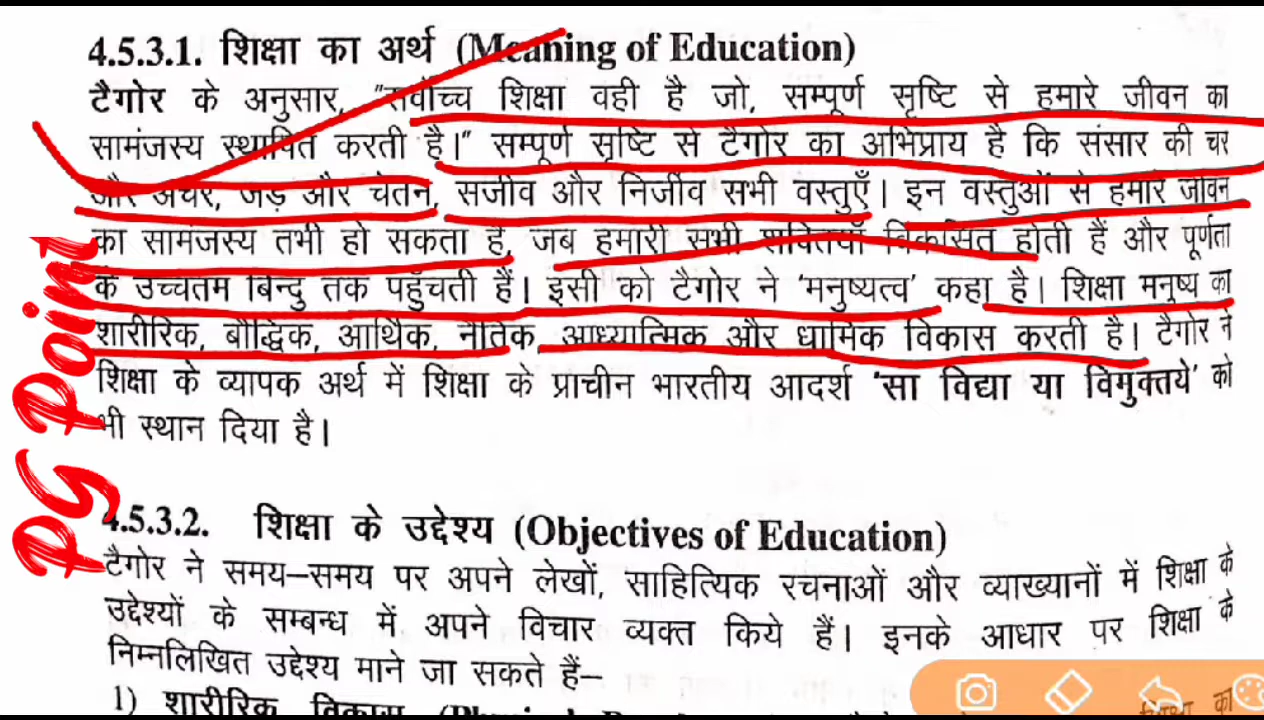 4.5.3.1. शिक्षा का अर्थ (Meaning of Education)
टैगोर के अनुसार, "सर्वोच्च शिक्षा वही है जो, सम्पूर्ण सृष्टि से हमारे जीवन का
सामंजस्य स्थापित करती है।" सम्पूर्ण सृष्टि से टैगोर का अभिप्राय है कि संसार की चर
और अचर, जड़ और चेतन, सजीव और निर्जीव सभी वस्तुएँ। इन वस्तुओं से हमारे जीवन
का सामंजस्य तभी हो सकता है, जब हमारी सभी शक्तियाँ विकसित होती हैं और पूर्णता
के उच्चतम बिन्दु तक पहुँचती हैं। इसी को टैगोर ने 'मनुष्यत्व' कहा है। शिक्षा मनुष्य का
शारीरिक, बौद्धिक, आर्थिक, नैतिक, आध्यात्मिक और धार्मिक विकास करती है। टैगोर ने
शिक्षा के व्यापक अर्थ में शिक्षा के प्राचीन भारतीय आदर्श 'सा विद्या या विमुक्तये' को
भी स्थान दिया है।
4.5.3.2. शिक्षा के उद्देश्य (Objectives of Education)
टैगोर ने समय–समय पर अपने लेखों, साहित्यिक रचनाओं और व्याख्यानों में शिक्षा के
उद्देश्यों के सम्बन्ध में अपने विचार व्यक्त किये हैं। इनके आधार पर शिक्षा के
निम्नलिखित उद्देश्य माने जा सकते हैं–
1) शारीरिक विकास
point